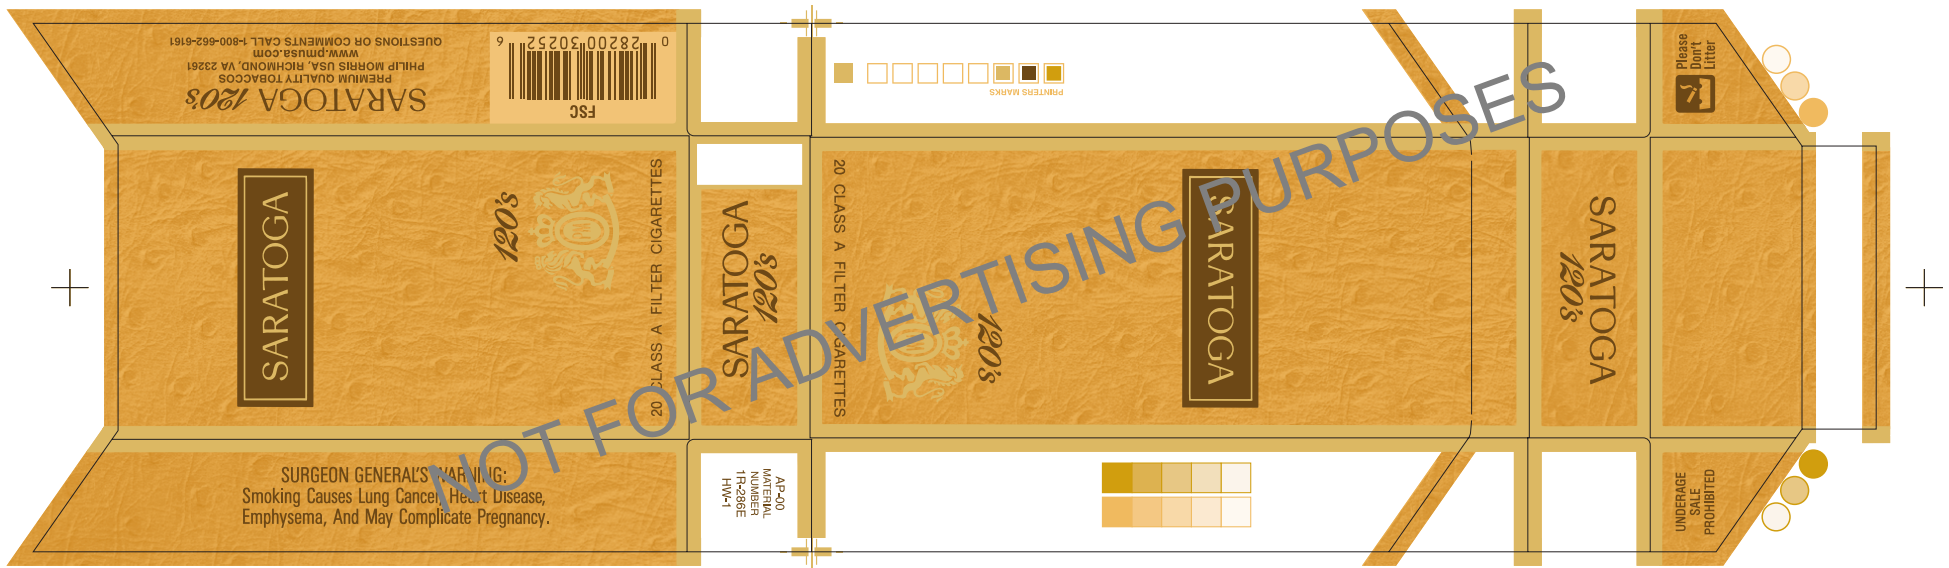 SARATOGA 120's
PREMIUM QUALITY TOBACCOS
PHILIP MORRIS USA, RICHMOND, VA 23261
www.pmusa.com
QUESTIONS OR COMMENTS CALL 1-800-662-6161
FSC
0 28200 30252 6
PRINTERS MARKS
Please
Don't
Litter
SARATOGA
120's
20 CLASS A FILTER CIGARETTES
SARATOGA
120's
20 CLASS A FILTER CIGARETTES
120's
SARATOGA
SARATOGA
120's
NOT FOR ADVERTISING PURPOSES
SURGEON GENERAL'S WARNING:
Smoking Causes Lung Cancer, Heart Disease,
Emphysema, And May Complicate Pregnancy.
AP-00
MATERIAL
NUMBER
1R-286E
HW-1
UNDERAGE
SALE
PROHIBITED